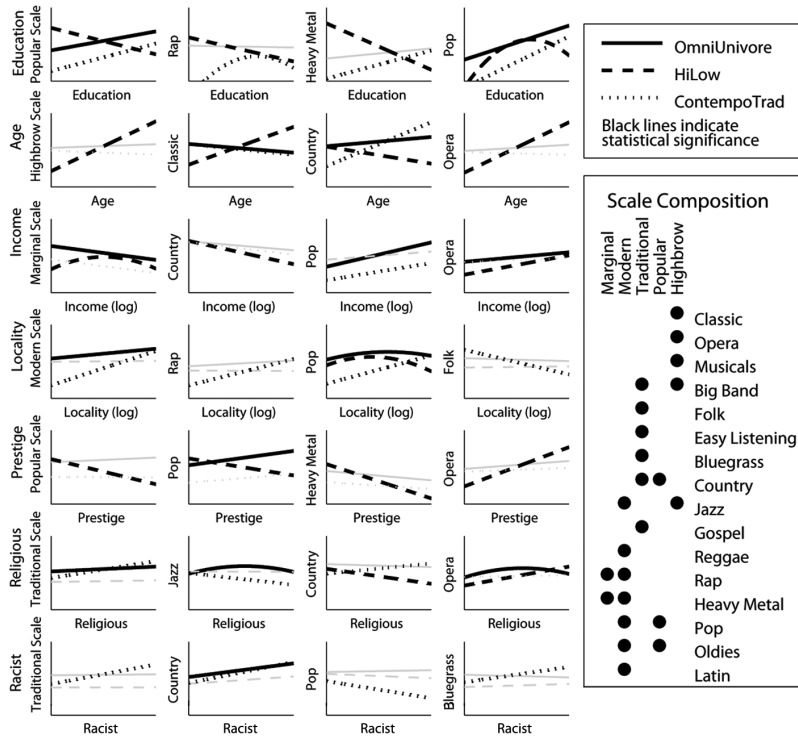 Education
Popular Scale
Education
Rap
Education
Heavy Metal
Education
Pop
Education
OmniUnivore
HiLow
ContempoTrad
Black lines indicate
statistical significance
Age
Highbrow Scale
Age
Classic
Age
Country
Age
Opera
Age
Income
Marginal Scale
Income (log)
Country
Income (log)
Pop
Income (log)
Opera
Income (log)
Locality
Modern Scale
Locality (log)
Rap
Locality (log)
Pop
Locality (log)
Folk
Locality (log)
Prestige
Popular Scale
Prestige
Pop
Prestige
Heavy Metal
Prestige
Opera
Prestige
Religious
Traditional Scale
Religious
Jazz
Religious
Country
Religious
Opera
Religious
Racist
Traditional Scale
Racist
Country
Racist
Pop
Racist
Bluegrass
Racist
Scale Composition
Marginal
Modern
Traditional
Popular
Highbrow
Classic
Opera
Musicals
Big Band
Folk
Easy Listening
Bluegrass
Country
Jazz
Gospel
Reggae
Rap
Heavy Metal
Pop
Oldies
Latin